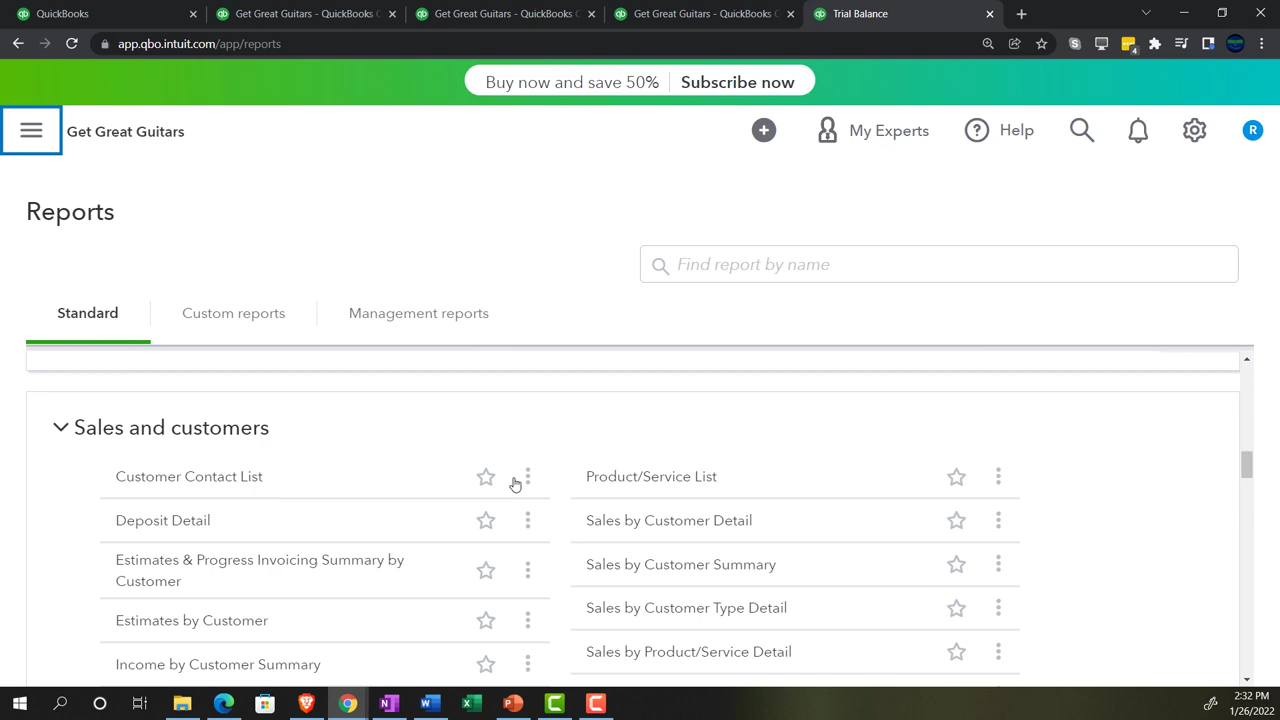 QuickBooks
Get Great Guitars - QuickBooks C
Get Great Guitars - QuickBooks C
Get Great Guitars - QuickBooks C
Trial Balance
app.qbo.intuit.com/app/reports
4
Buy now and save 50%
Subscribe now
Get Great Guitars
My Experts
Help
R
Reports
Find report by name
Standard
Custom reports
Management reports
Sales and customers
Customer Contact List
Product/Service List
Deposit Detail
Sales by Customer Detail
Estimates & Progress Invoicing Summary by
Customer
Sales by Customer Summary
Estimates by Customer
Sales by Customer Type Detail
Income by Customer Summary
Sales by Product/Service Detail
2:32 PM
1/26/2022